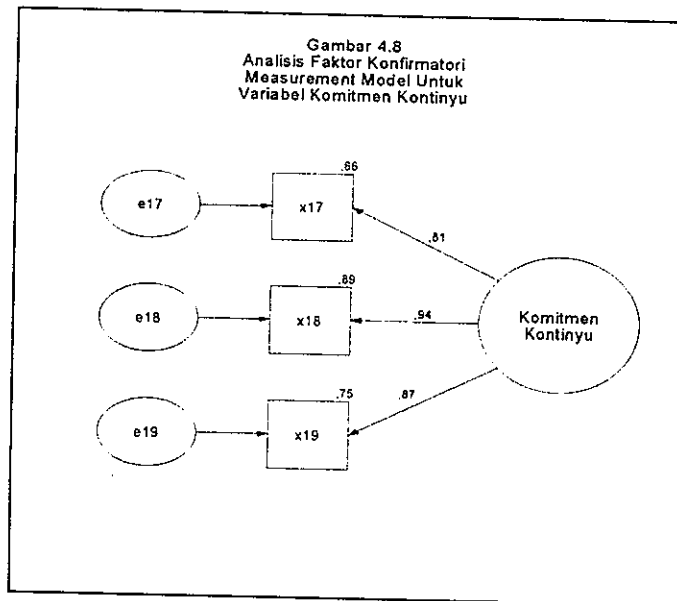 Gambar 4.8
Analisis Faktor Konfirmatori
Measurement Model Untuk
Variabel Komitmen Kontinyu
.66
e17
x17
.81
.89
e18
x18
.94
Komitmen
Kontinyu
.75
.87
e19
x19